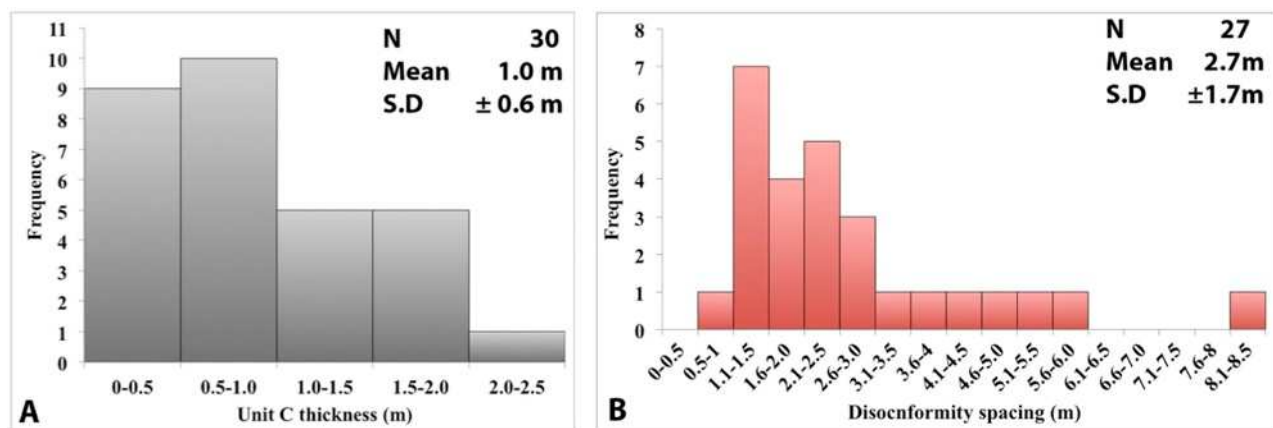 11
10
9
8
7
6
5
4
3
2
1
0
Frequency
N 30
Mean 1.0 m
S.D ± 0.6 m
0-0.5 0.5-1.0 1.0-1.5 1.5-2.0 2.0-2.5
Unit C thickness (m)
A
8
7
6
5
4
3
2
1
0
Frequency
N 27
Mean 2.7m
S.D ±1.7m
0-0.5 0.5-1 1.1-1.5 1.6-2.0 2.1-2.5 2.6-3.0 3.1-3.5 3.6-4 4.1-4.5 4.6-5.0 5.1-5.5 5.6-6.0 6.1-6.5 6.6-7.0 7.1-7.5 7.6-8 8.1-8.5
Disocnformity spacing (m)
B